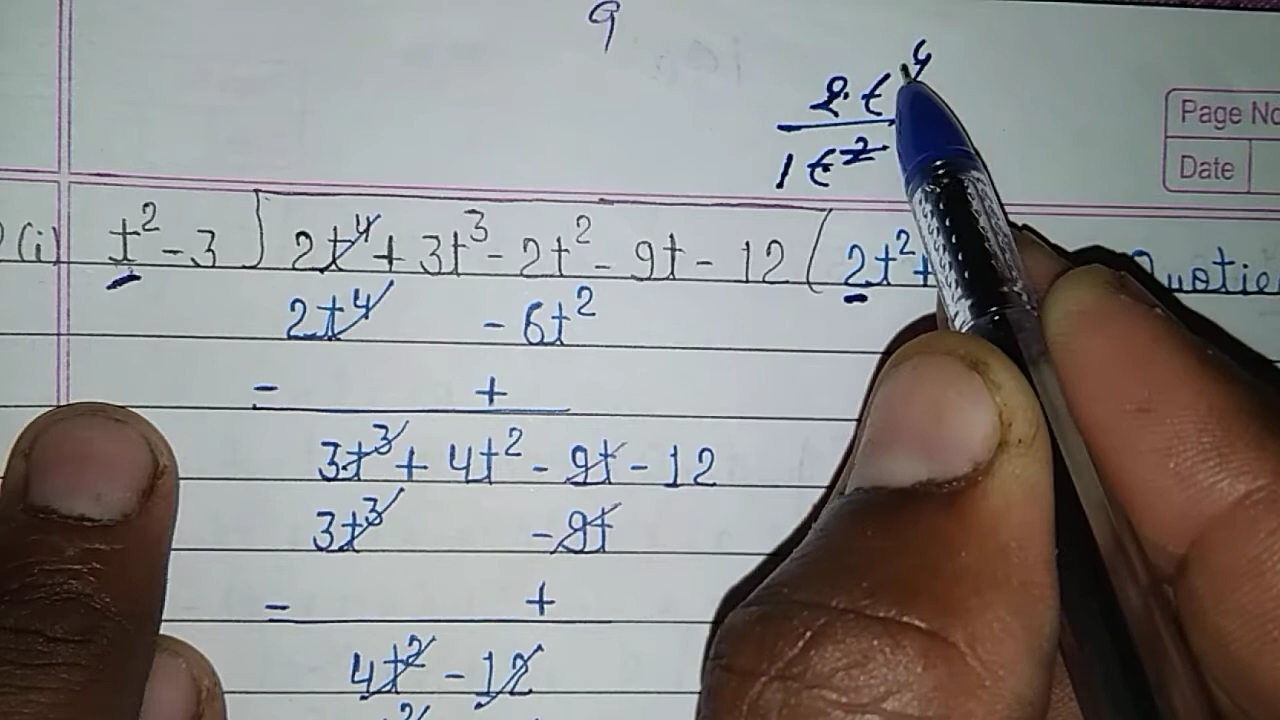 9
2t⁴
1t²
Page No
Date
(i) t² - 3 ) 2t⁴ + 3t³ - 2t² - 9t - 12 ( 2t² +
2t⁴ - 6t²
- +
3t³ + 4t² - 9t - 12
3t³ - 9t
- +
4t² - 12